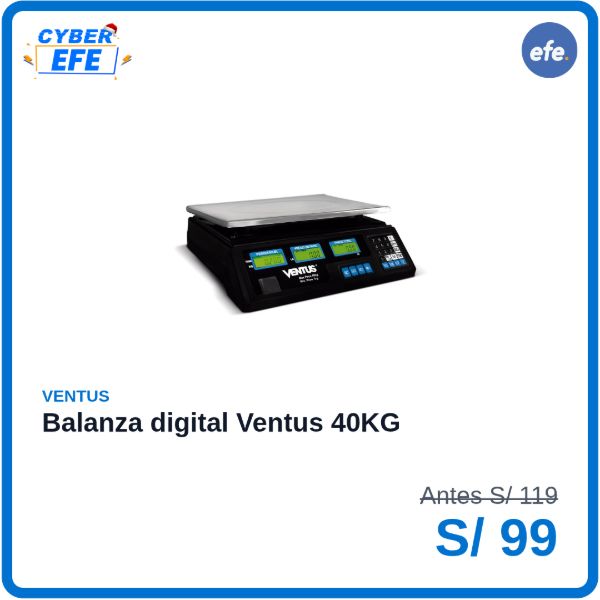 CYBER
EFE
efe.
VENTUS
VENTUS
Balanza digital Ventus 40KG
Antes S/ 119
S/ 99